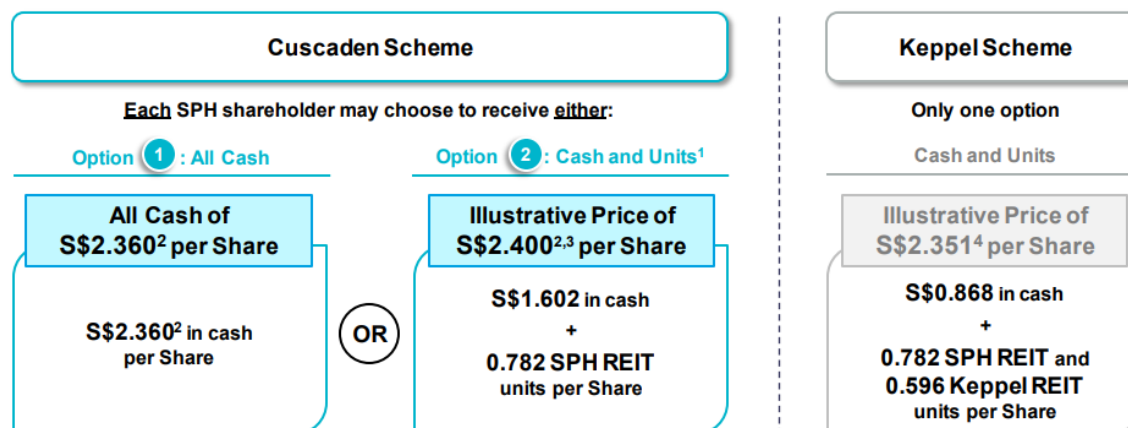 Cuscaden Scheme
Each SPH shareholder may choose to receive either:
Option 1 : All Cash
All Cash of
S$2.360² per Share
S$2.360² in cash
per Share
OR
Option 2 : Cash and Units¹
Illustrative Price of
S$2.400²,³ per Share
S$1.602 in cash
+
0.782 SPH REIT
units per Share
Keppel Scheme
Only one option
Cash and Units
Illustrative Price of
S$2.351⁴ per Share
S$0.868 in cash
+
0.782 SPH REIT and
0.596 Keppel REIT
units per Share